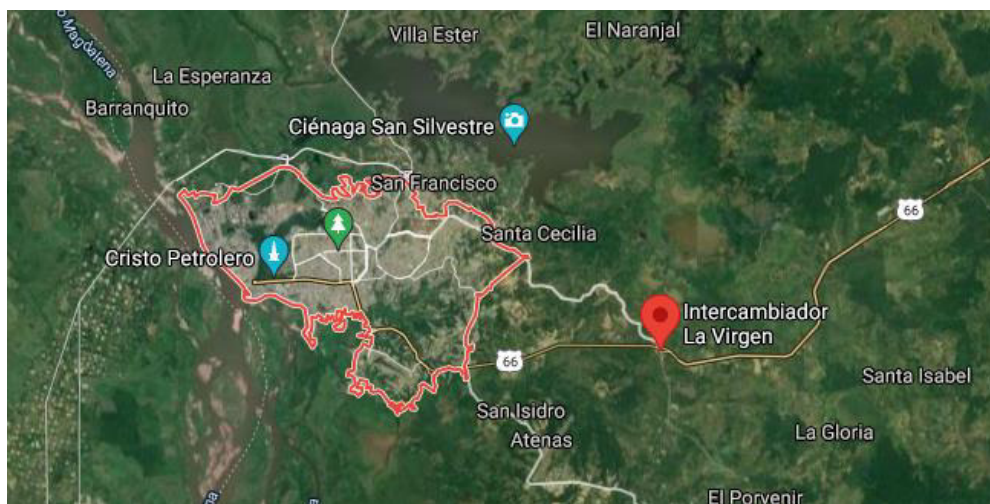 Villa Ester
El Naranjal
o Magdalena
La Esperanza
Barranquito
Ciénaga San Silvestre
San Francisco
66
Santa Cecilia
Cristo Petrolero
Intercambiador
La Virgen
66
Santa Isabel
San Isidro
La Gloria
Atenas
El Porvenir